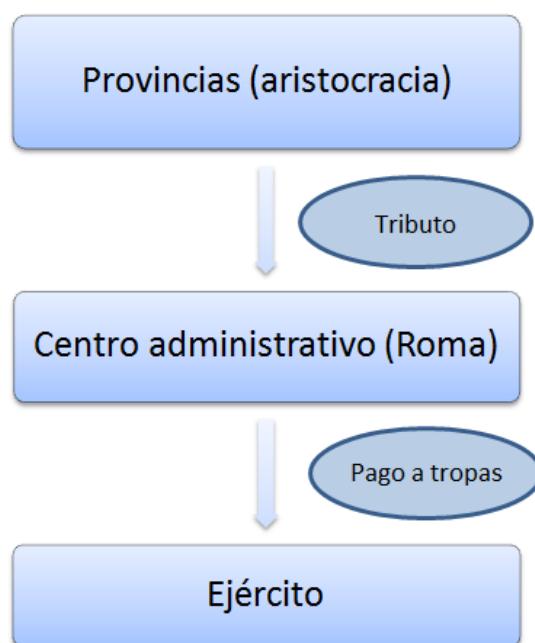 Provincias (aristocracia)
Tributo
Centro administrativo (Roma)
Pago a tropas
Ejército